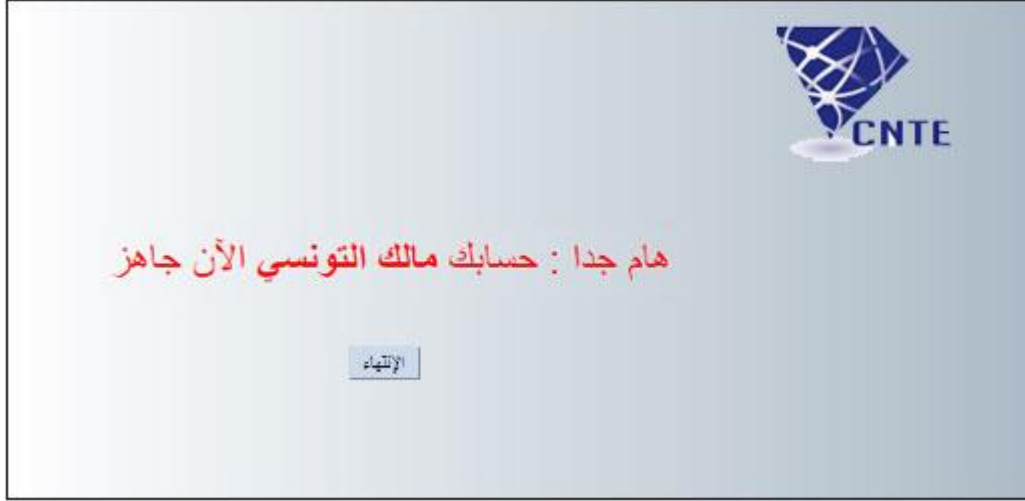 CNTE
هام جدا : حسابك مالك التونسي الآن جاهز
الإنتهاء